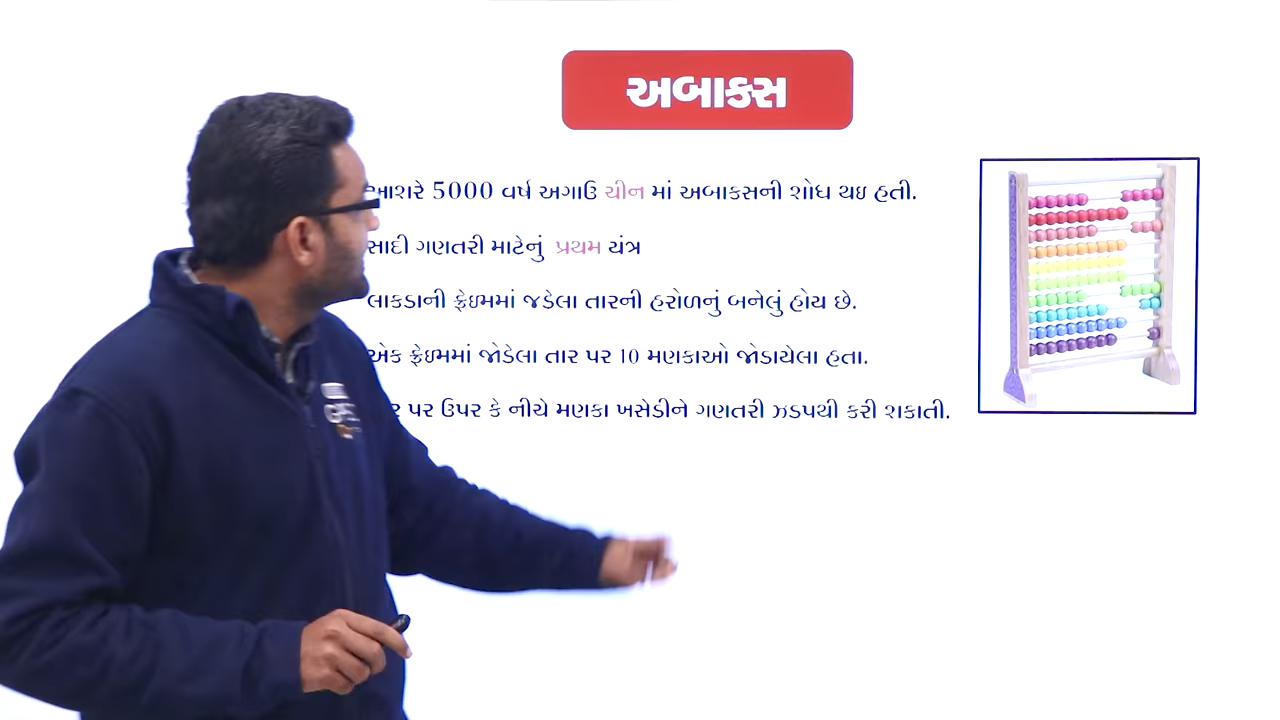 અબાક્સ
આશરે 5000 વર્ષ અગાઉ ચીન માં અબાકસની શોધ થઇ હતી.
સાદી ગણતરી માટેનું પ્રથમ યંત્ર
લાકડાની ફ્રેઇમમાં જડેલા તારની હરોળનું બનેલું હોય છે.
એક ફ્રેઇમમાં જોડેલા તાર પર 10 મણકાઓ જોડાયેલા હતા.
પર ઉપર કે નીચે મણકા ખસેડીને ગણતરી ઝડપથી કરી શકાતી.